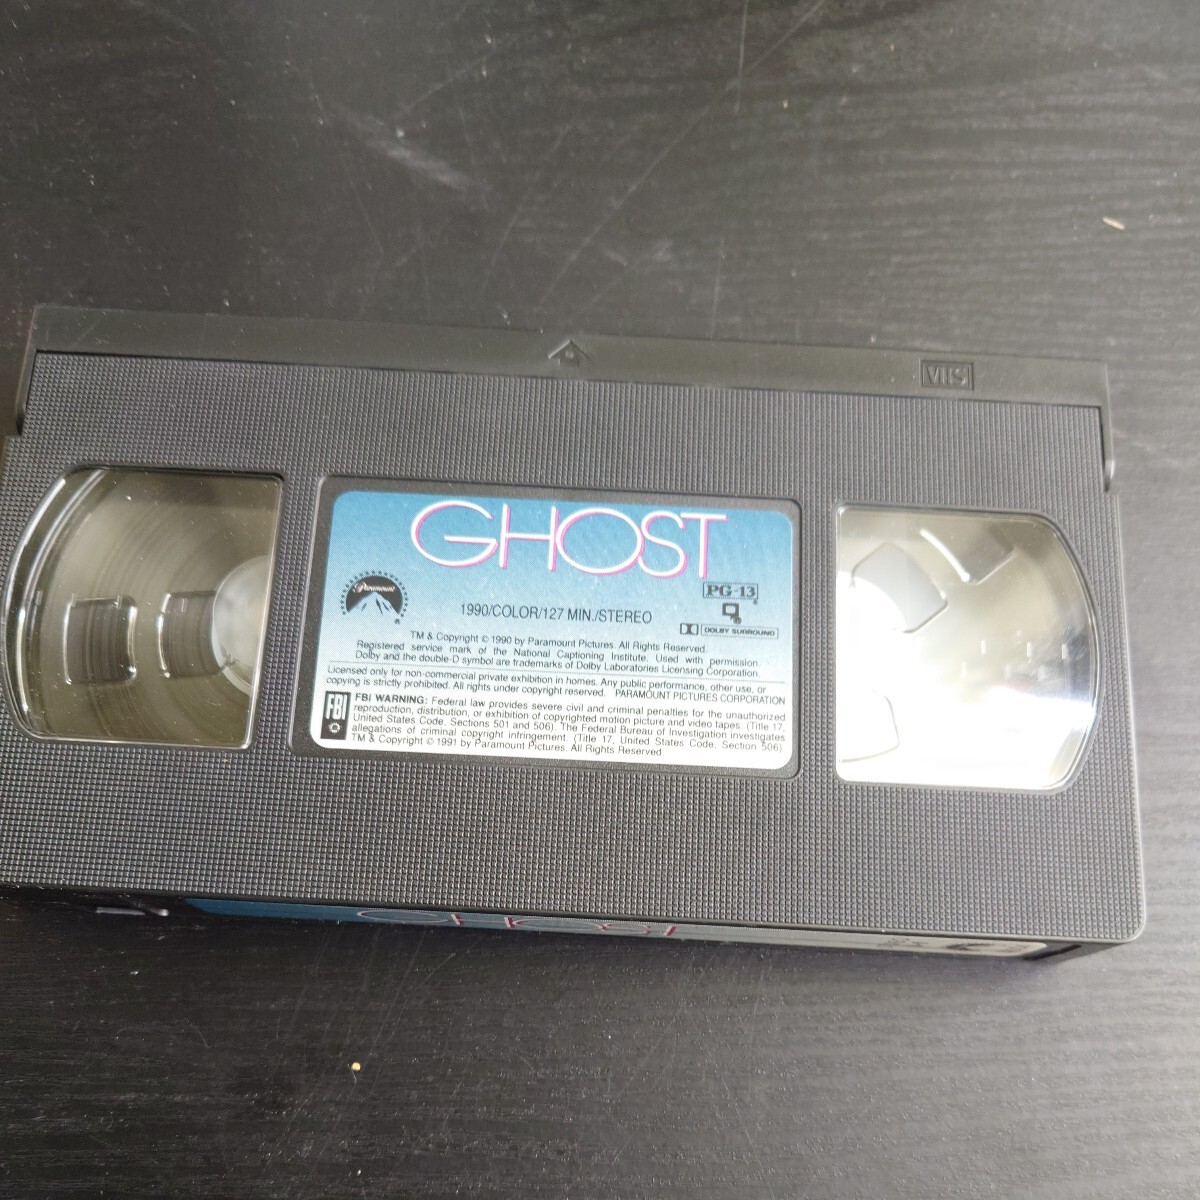 VHS
GHOST
Paramount
PG-13
1990/COLOR/127 MIN./STEREO
DOLBY SURROUND
TM & Copyright © 1990 by Paramount Pictures. All Rights Reserved.
Registered service mark of the National Captioning Institute. Used with permission.
Dolby and the double-D symbol are trademarks of Dolby Laboratories Licensing Corporation.
Licensed only for non-commercial private exhibition in homes. Any public performance, other use, or
copying is strictly prohibited. All rights under copyright reserved. PARAMOUNT PICTURES CORPORATION
FBI
FBI WARNING: Federal law provides severe civil and criminal penalties for the unauthorized
reproduction, distribution, or exhibition of copyrighted motion picture and video tapes. (Title 17,
United States Code, Sections 501 and 506). The Federal Bureau of Investigation investigates
allegations of criminal copyright infringement. (Title 17, United States Code, Section 506)
TM & Copyright © 1991 by Paramount Pictures. All Rights Reserved.
GHOST